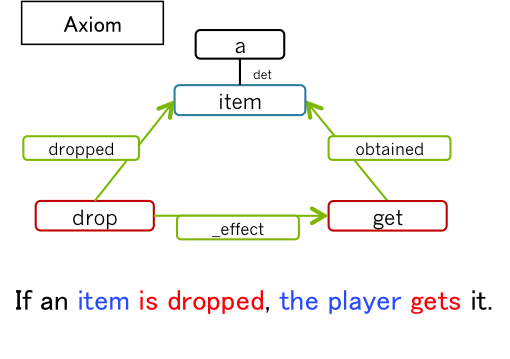 Axiom
a
det
item
dropped
obtained
drop
get
_effect
If an item is dropped, the player gets it.